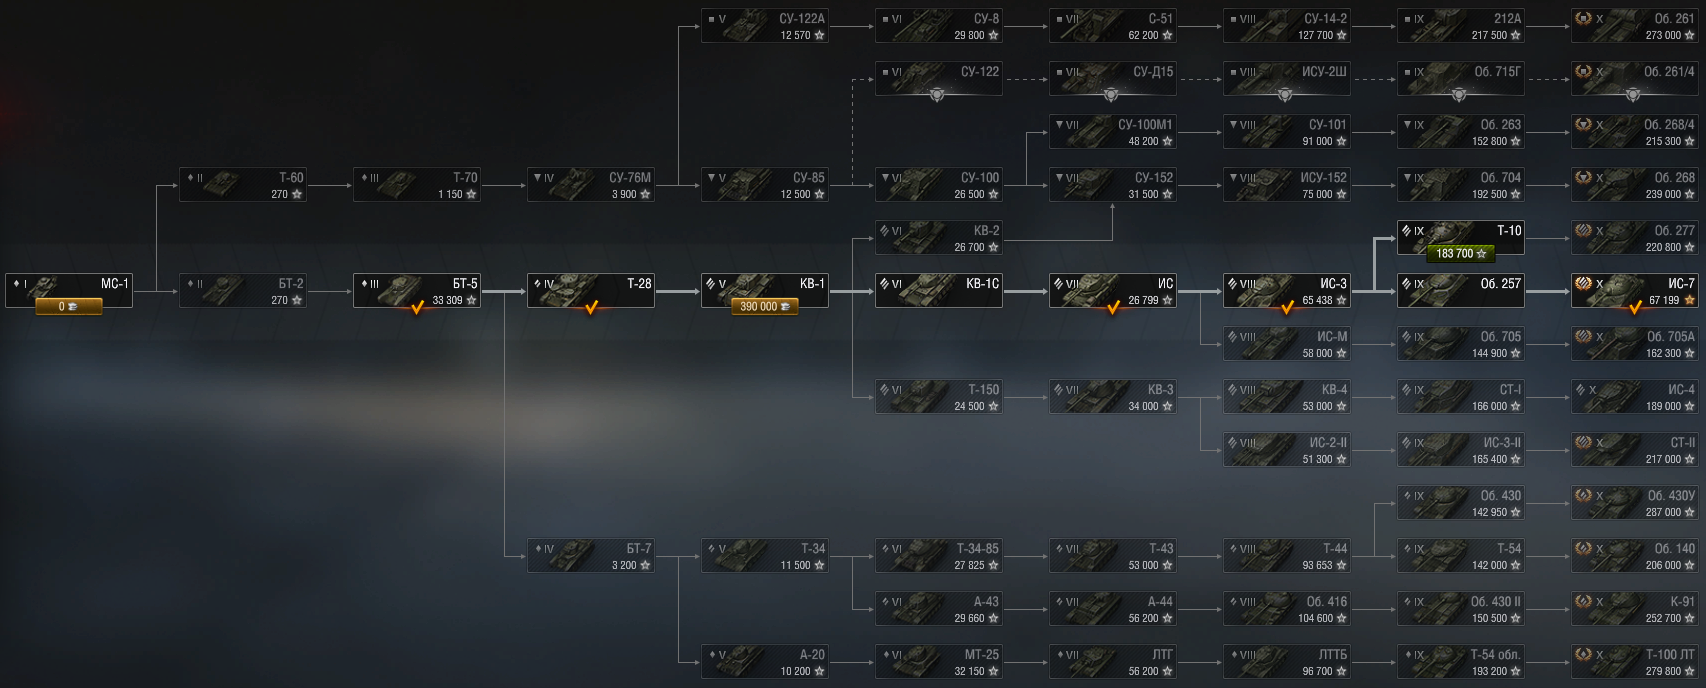 V СУ-122А
12 570
VI СУ-8
29 800
VII С-51
62 200
VIII СУ-14-2
127 700
IX 212А
217 500
X Об. 261
273 000
VI СУ-122
VII СУ-Д15
VIII ИСУ-2Ш
IX Об. 715Г
X Об. 261/4
VII СУ-100М1
48 200
VIII СУ-101
91 000
IX Об. 263
152 800
X Об. 268/4
215 300
II Т-60
270
III Т-70
1 150
IV СУ-76М
3 900
V СУ-85
12 500
VI СУ-100
26 500
VII СУ-152
31 500
VIII ИСУ-152
75 000
IX Об. 704
192 500
X Об. 268
239 000
VI КВ-2
26 700
IX Т-10
183 700
X Об. 277
220 800
I МС-1
0
II БТ-2
270
III БТ-5
33 309
IV Т-28
V КВ-1
390 000
VI КВ-1С
VII ИС
26 799
VIII ИС-3
65 438
IX Об. 257
X ИС-7
67 199
VIII ИС-М
58 000
IX Об. 705
144 900
X Об. 705А
162 300
VI Т-150
24 500
VII КВ-3
34 000
VIII КВ-4
53 000
IX СТ-I
166 000
X ИС-4
189 000
VIII ИС-2-II
51 300
IX ИС-3-II
165 400
X СТ-II
217 000
IX Об. 430
142 950
X Об. 430У
287 000
IV БТ-7
3 200
V Т-34
11 500
VI Т-34-85
27 825
VII Т-43
53 000
VIII Т-44
93 653
IX Т-54
142 000
X Об. 140
206 000
VI А-43
29 660
VII А-44
56 200
VIII Об. 416
104 600
IX Об. 430 II
150 500
X К-91
252 700
V А-20
10 200
VI МТ-25
32 150
VII ЛТГ
56 200
VIII ЛТТБ
96 700
IX Т-54 обл.
193 200
X Т-100 ЛТ
279 800